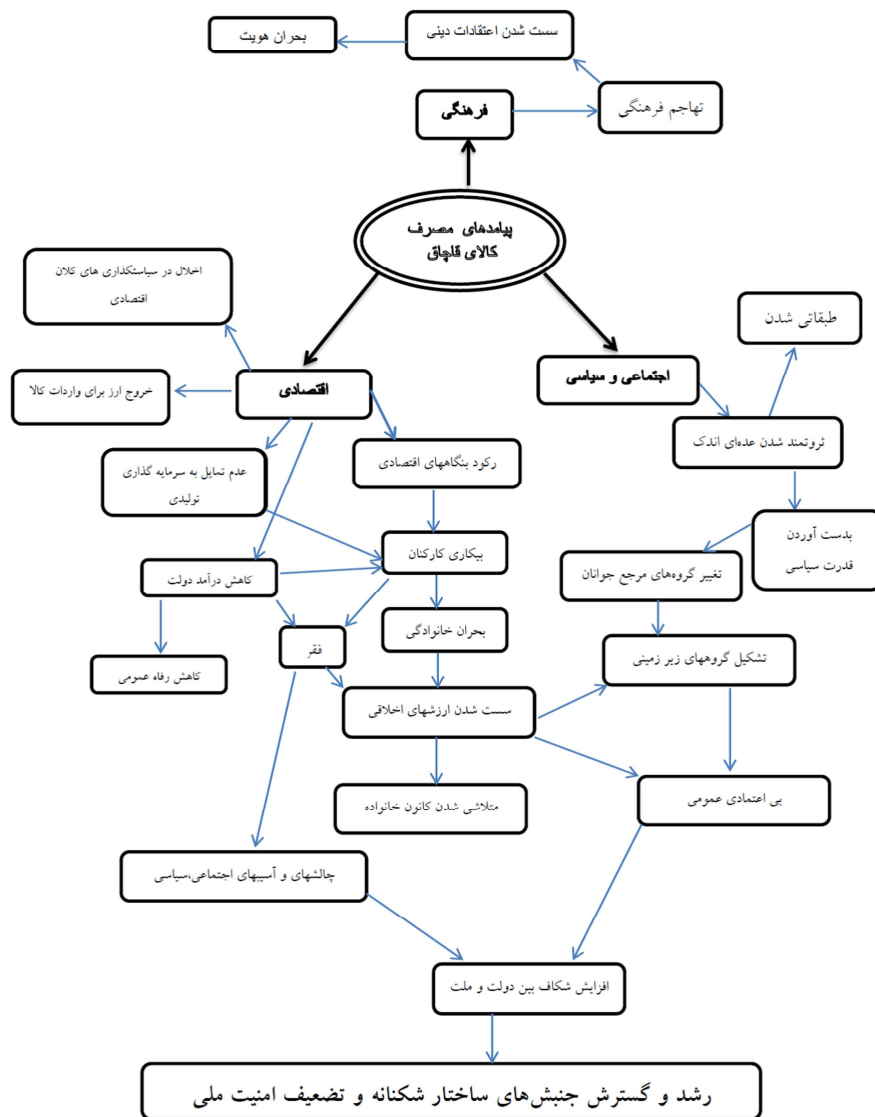 بحران هویت
سست شدن اعتقادات دینی
تهاجم فرهنگی
فرهنگی
پیامدهای مصرف
کالای قاچاق
اخلال در سیاستگذاری های کلان
اقتصادی
طبقاتی شدن
اجتماعی و سیاسی
اقتصادی
خروج ارز برای واردات کالا
ثروتمند شدن عده‌ای اندک
رکود بنگاههای اقتصادی
عدم تمایل به سرمایه گذاری
تولیدی
بدست آوردن
قدرت سیاسی
بیکاری کارکنان
تغییر گروه‌های مرجع جوانان
کاهش درآمد دولت
بحران خانوادگی
فقر
تشکیل گروههای زیر زمینی
کاهش رفاه عمومی
سست شدن ارزشهای اخلاقی
بی اعتمادی عمومی
متلاشی شدن کانون خانواده
چالشهای و آسیبهای اجتماعی،سیاسی
افزایش شکاف بین دولت و ملت
رشد و گسترش جنبش‌های ساختار شکنانه و تضعیف امنیت ملی